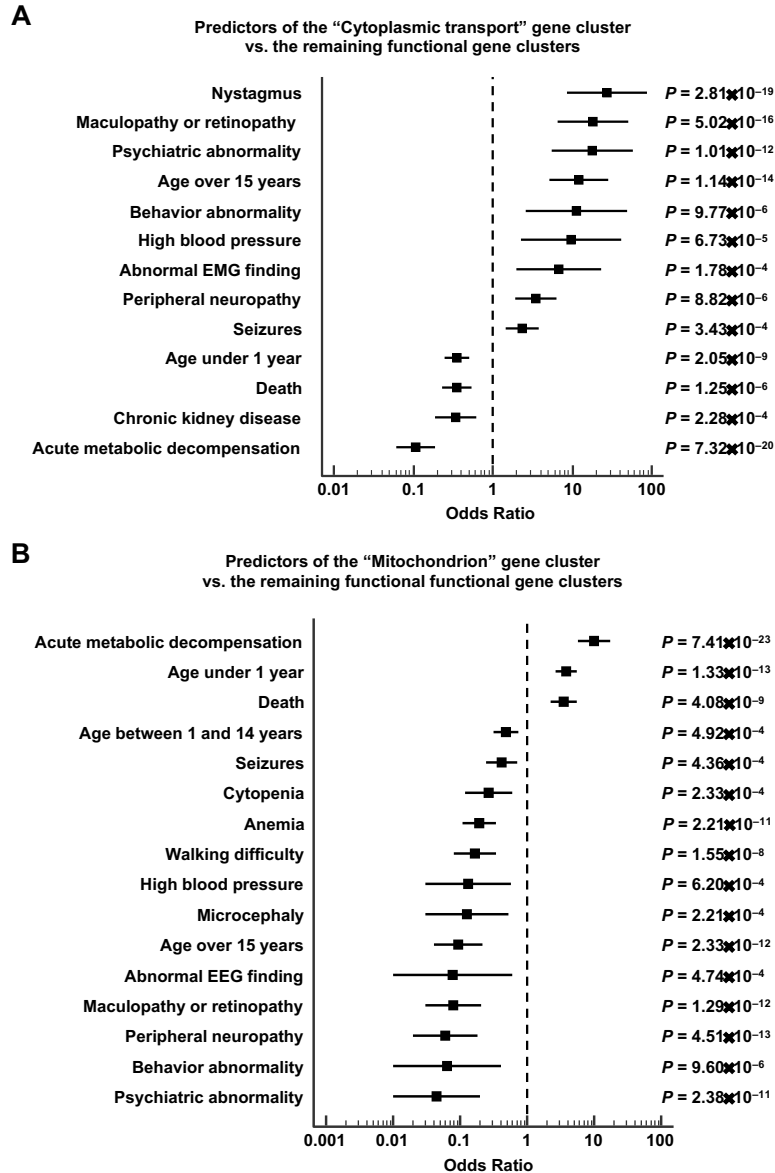 A
Predictors of the “Cytoplasmic transport” gene cluster
vs. the remaining functional gene clusters
Nystagmus P = 2.81×10⁻¹⁹
Maculopathy or retinopathy P = 5.02×10⁻¹⁶
Psychiatric abnormality P = 1.01×10⁻¹²
Age over 15 years P = 1.14×10⁻¹⁴
Behavior abnormality P = 9.77×10⁻⁶
High blood pressure P = 6.73×10⁻⁵
Abnormal EMG finding P = 1.78×10⁻⁴
Peripheral neuropathy P = 8.82×10⁻⁶
Seizures P = 3.43×10⁻⁴
Age under 1 year P = 2.05×10⁻⁹
Death P = 1.25×10⁻⁶
Chronic kidney disease P = 2.28×10⁻⁴
Acute metabolic decompensation P = 7.32×10⁻²⁰
0.01 0.1 1 10 100
Odds Ratio
B
Predictors of the “Mitochondrion” gene cluster
vs. the remaining functional functional gene clusters
Acute metabolic decompensation P = 7.41×10⁻²³
Age under 1 year P = 1.33×10⁻¹³
Death P = 4.08×10⁻⁹
Age between 1 and 14 years P = 4.92×10⁻⁴
Seizures P = 4.36×10⁻⁴
Cytopenia P = 2.33×10⁻⁴
Anemia P = 2.21×10⁻¹¹
Walking difficulty P = 1.55×10⁻⁸
High blood pressure P = 6.20×10⁻⁴
Microcephaly P = 2.21×10⁻⁴
Age over 15 years P = 2.33×10⁻¹²
Abnormal EEG finding P = 4.74×10⁻⁴
Maculopathy or retinopathy P = 1.29×10⁻¹²
Peripheral neuropathy P = 4.51×10⁻¹³
Behavior abnormality P = 9.60×10⁻⁶
Psychiatric abnormality P = 2.38×10⁻¹¹
0.001 0.01 0.1 1 10 100
Odds Ratio